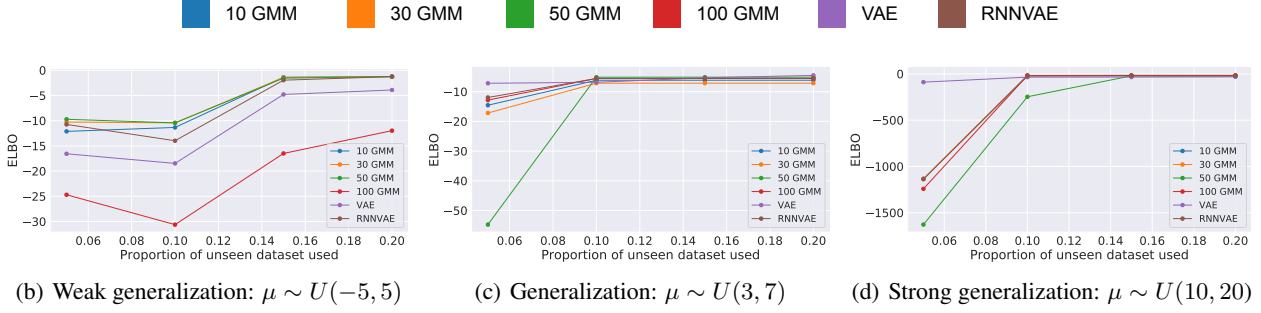 10 GMM 30 GMM 50 GMM 100 GMM VAE RNNVAE
0
−5
−10
−15
−20
−25
−30
ELBO
0.06 0.08 0.10 0.12 0.14 0.16 0.18 0.20
Proportion of unseen dataset used
10 GMM
30 GMM
50 GMM
100 GMM
VAE
RNNVAE
(b) Weak generalization: μ ∼ U(−5, 5)
−10
−20
−30
−40
−50
ELBO
0.06 0.08 0.10 0.12 0.14 0.16 0.18 0.20
Proportion of unseen dataset used
10 GMM
30 GMM
50 GMM
100 GMM
VAE
RNNVAE
(c) Generalization: μ ∼ U(3, 7)
0
−500
−1000
−1500
ELBO
0.06 0.08 0.10 0.12 0.14 0.16 0.18 0.20
Proportion of unseen dataset used
10 GMM
30 GMM
50 GMM
100 GMM
VAE
RNNVAE
(d) Strong generalization: μ ∼ U(10, 20)